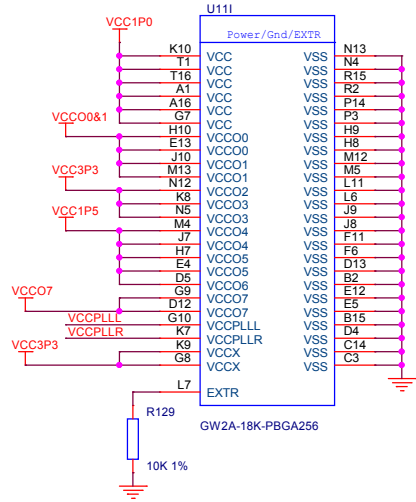 U11I
VCC1P0
Power/Gnd/EXTR
K10 VCC VSS N13
T1 VCC VSS N4
T16 VCC VSS R15
A1 VCC VSS R2
A16 VCC VSS P14
G7 VCC VSS P3
VCCO0&1
H10 VCCO0 VSS H9
E13 VCCO0 VSS H8
J10 VCCO1 VSS M12
M13 VCCO1 VSS M5
VCC3P3
N12 VCCO2 VSS L11
K8 VCCO3 VSS L6
N5 VCCO3 VSS J9
VCC1P5
M4 VCCO4 VSS J8
J7 VCCO4 VSS F11
H7 VCCO5 VSS F6
E4 VCCO5 VSS D13
D5 VCCO6 VSS B2
VCCO7
G9 VCCO7 VSS E12
D12 VCCO7 VSS E5
VCCPLLL G10 VCCPLLL VSS B15
VCCPLLR K7 VCCPLLR VSS D4
VCC3P3
K9 VCCX VSS C14
G8 VCCX VSS C3
L7 EXTR
R129
GW2A-18K-PBGA256
10K 1%